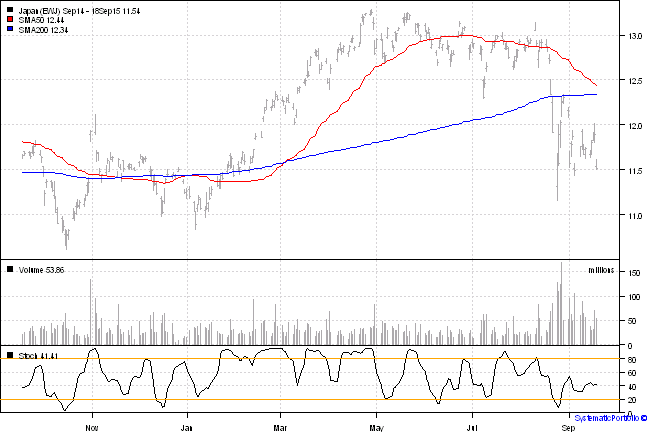 Japan (EWJ) Sep14 - 18Sep15 11.54
SMA50 12.44
SMA200 12.34
13.0
12.5
12.0
11.5
11.0
Volume 53.86
millions
150
100
50
0
Stoch 41.41
80
60
40
20
0
Nov Jan Mar May Jul Sep
SystematicPortfolio ©